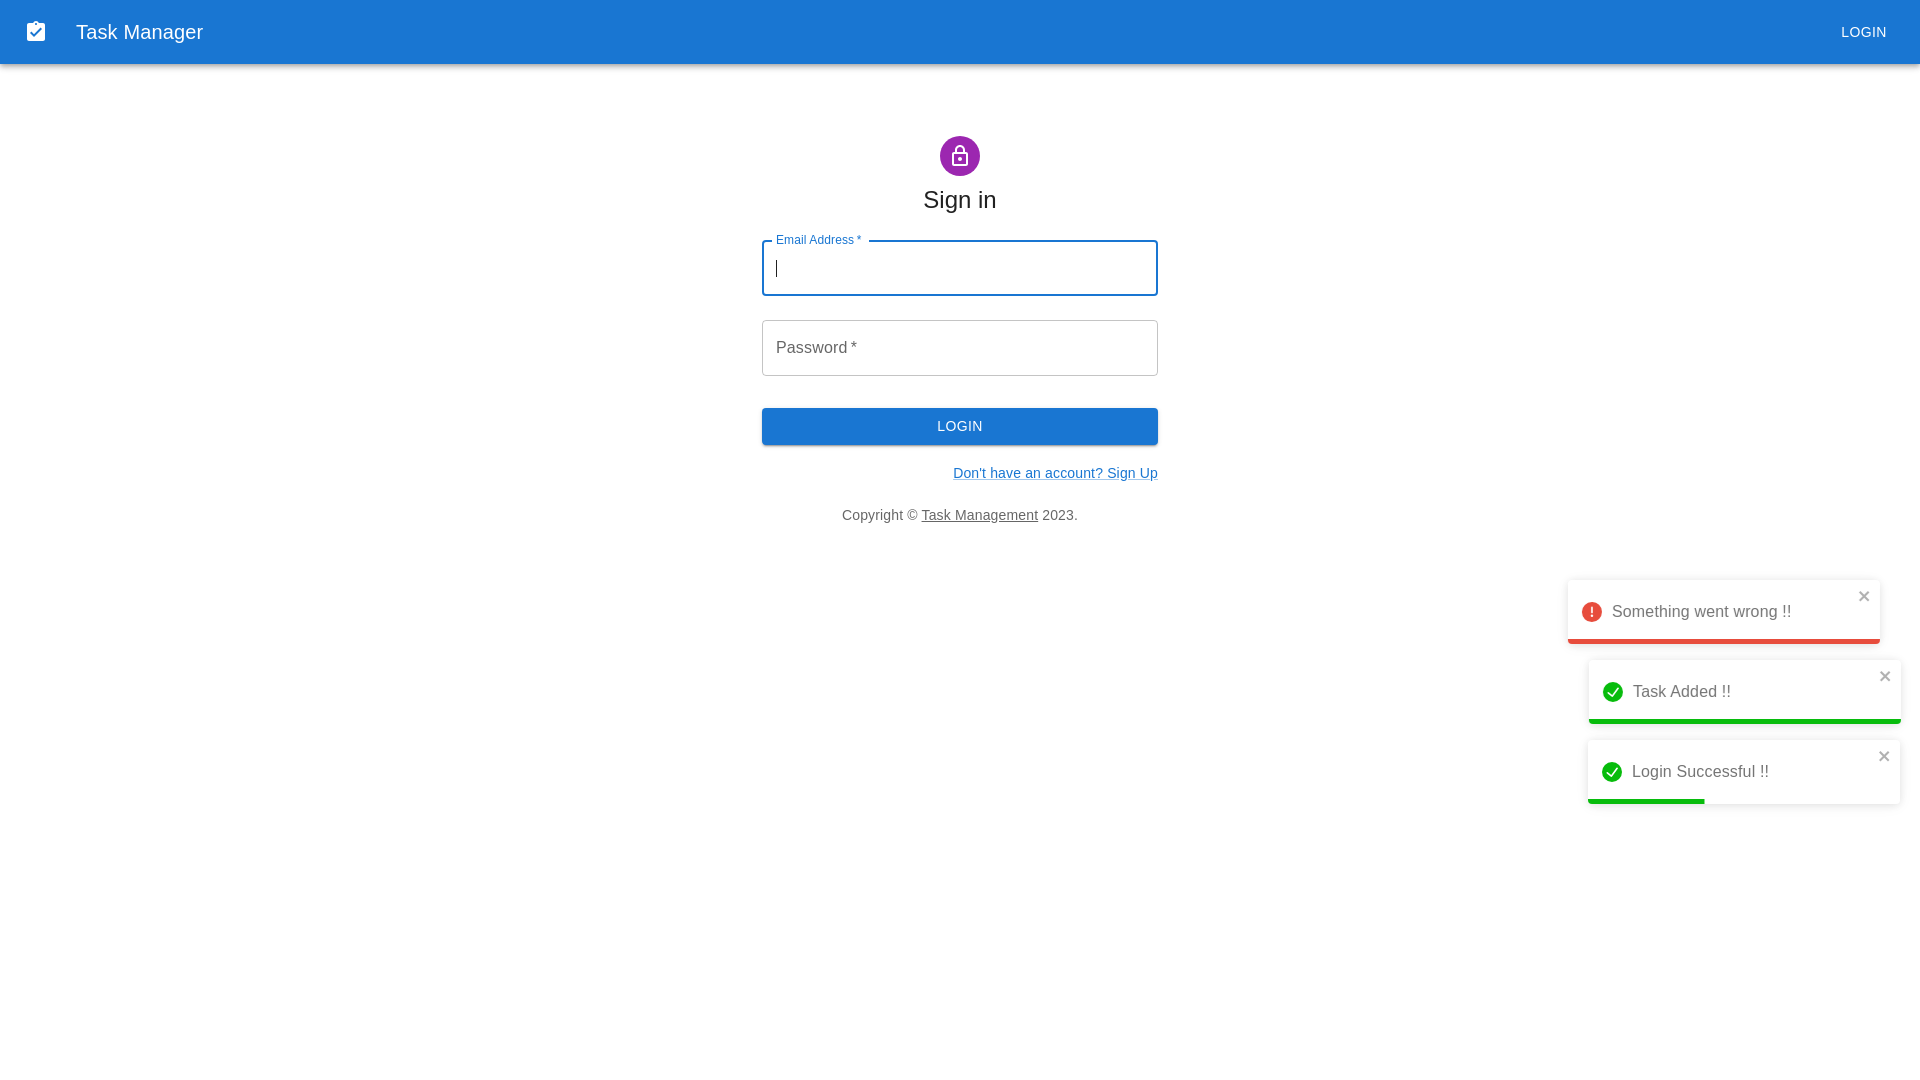 Task Manager
LOGIN
Sign in
Email Address *
Password *
LOGIN
Don't have an account? Sign Up
Copyright © Task Management 2023.
Something went wrong !!
Task Added !!
Login Successful !!